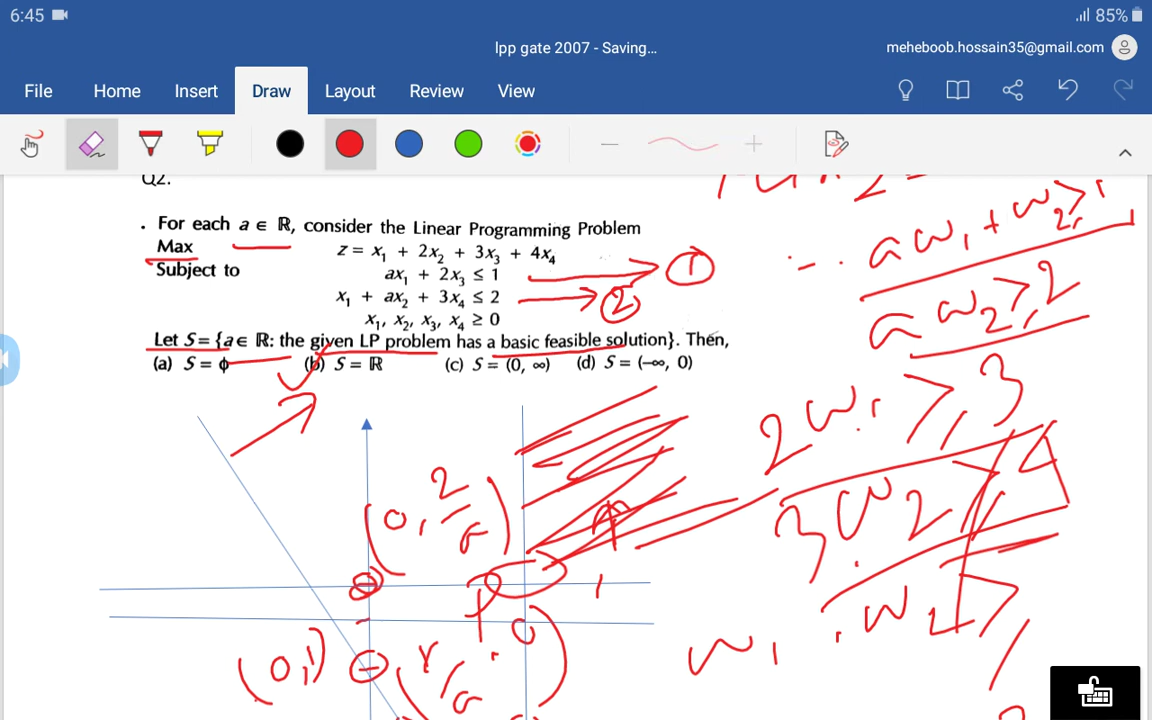 6:45 85%
lpp gate 2007 - Saving...
meheboob.hossain35@gmail.com
File Home Insert Draw Layout Review View
Q2.
. For each a ∈ ℝ, consider the Linear Programming Problem
Max z = x₁ + 2x₂ + 3x₃ + 4x₄
Subject to ax₁ + 2x₃ ≤ 1
x₁ + ax₂ + 3x₄ ≤ 2
x₁, x₂, x₃, x₄ ≥ 0
Let S = {a ∈ ℝ: the given LP problem has a basic feasible solution}. Then,
(a) S = ϕ (b) S = ℝ (c) S = (0, ∞) (d) S = (-∞, 0)
①
②
aw₁ + w₂ ≥ 1
aw₂ ≥ 2
2w₁ ≥ 3
3w₂ ≥ 4
w₁, w₂ ≥
(0, 2/a)
(0, 1)